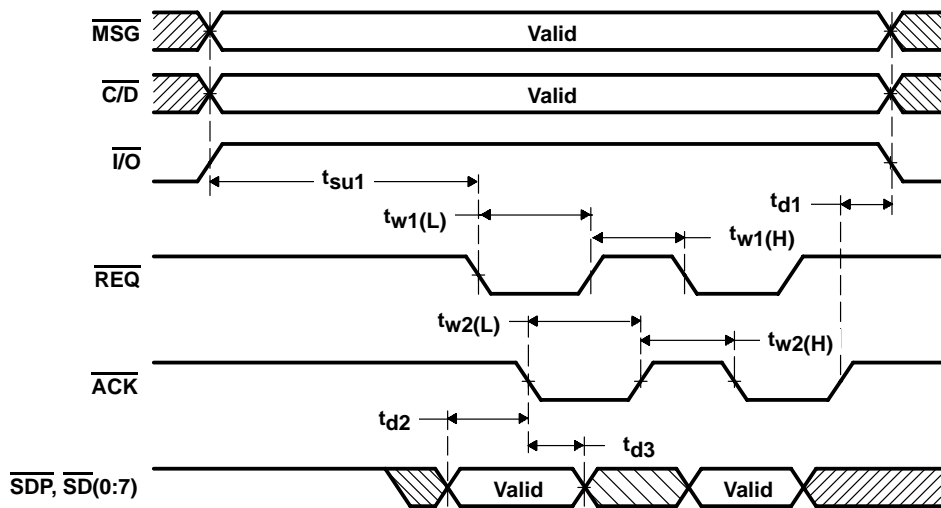 MSG
Valid
C/D
Valid
I/O
tsu1
td1
tw1(L)
tw1(H)
REQ
tw2(L)
tw2(H)
ACK
td2
td3
SDP, SD(0:7)
Valid
Valid